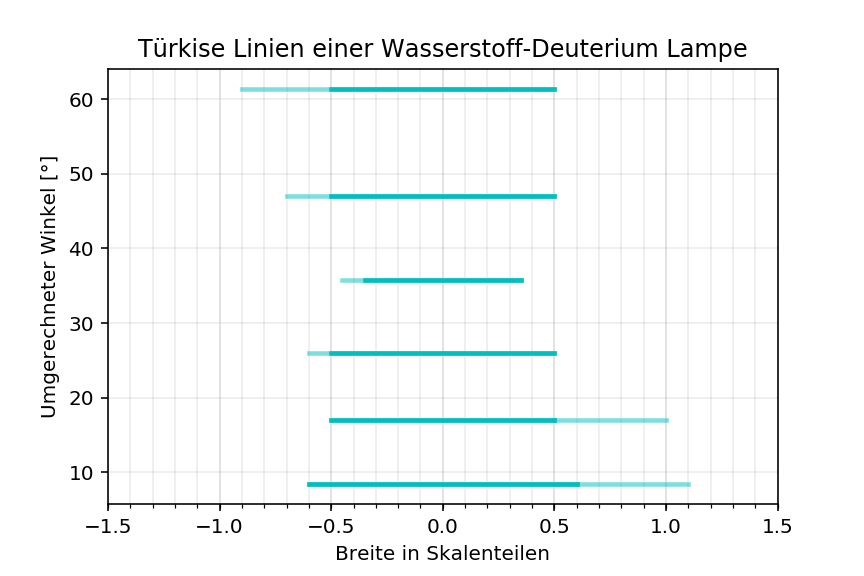 Türkise Linien einer Wasserstoff-Deuterium Lampe
Umgerechneter Winkel [°]
60
50
40
30
20
10
−1.5 −1.0 −0.5 0.0 0.5 1.0 1.5
Breite in Skalenteilen